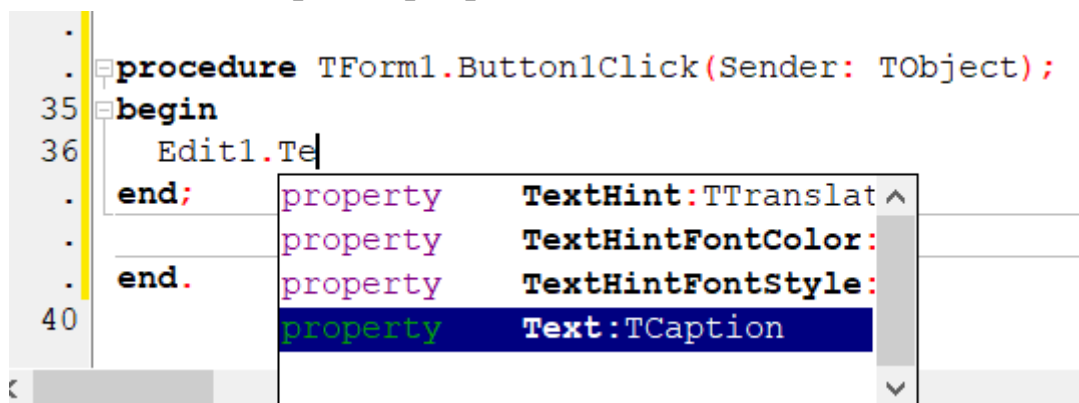 procedure TForm1.Button1Click(Sender: TObject);
35 begin
36 Edit1.Te
end;
property TextHint:TTranslat
property TextHintFontColor:
end.
property TextHintFontStyle:
40
property Text:TCaption